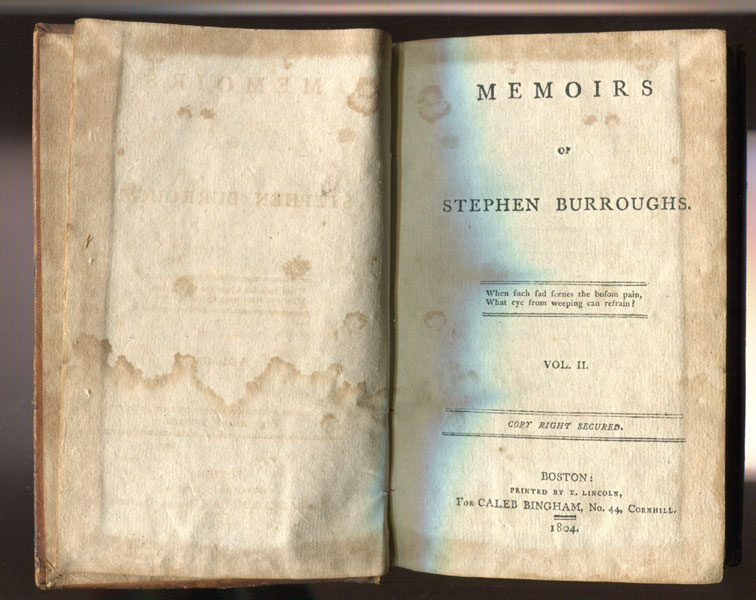 MEMOIRS
OF
STEPHEN BURROUGHS.
When ſuch ſad ſcenes the boſom pain,
What eye from weeping can refrain?
VOL. II.
COPY RIGHT SECURED.
BOSTON:
PRINTED BY E. LINCOLN,
For CALEB BINGHAM, No. 44, Cornhill.
1804.